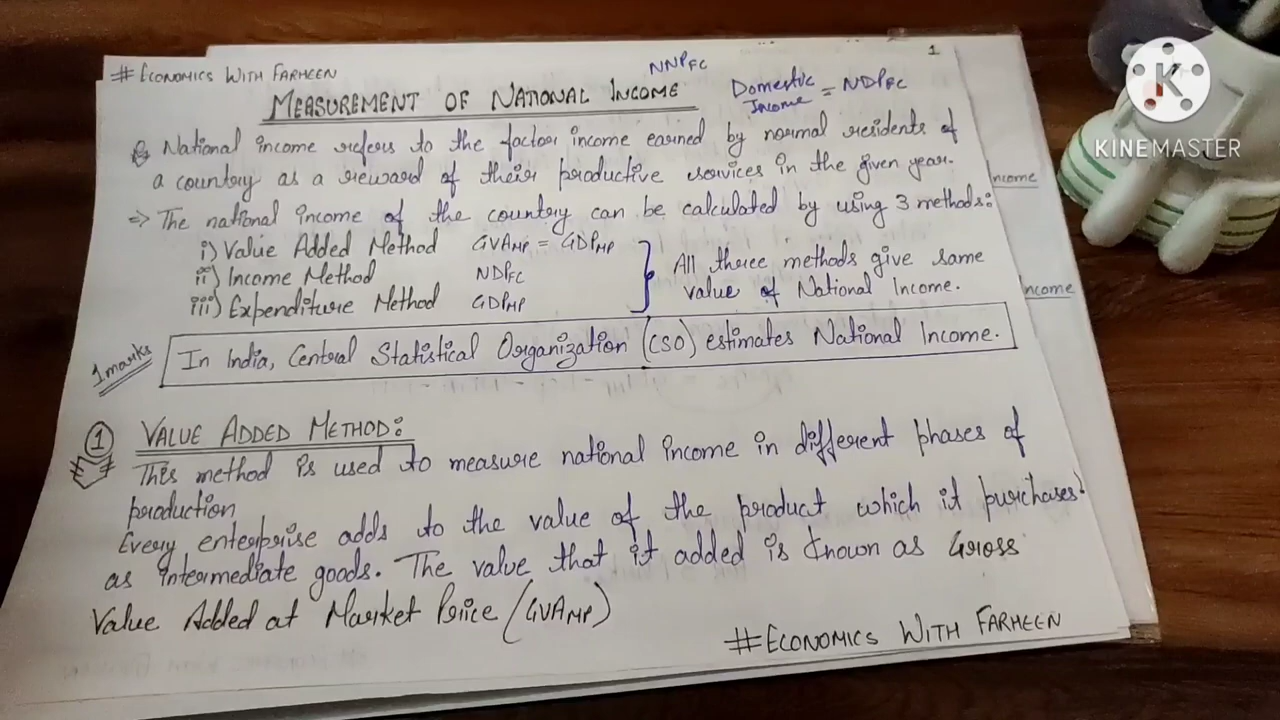 1
# ECONOMICS WITH FARHEEN
NNPFC
MEASUREMENT OF NATIONAL INCOME
Domestic Income = NDPFC
National income refers to the factor income earned by normal residents of
a country as a reward of their productive services in the given year.
⇒ The national income of the country can be calculated by using 3 methods:
i) Value Added Method GVAMP = GDPMP
ii) Income Method NDPFC
iii) Expenditure Method GDPMP
All three methods give same
value of National Income.
1marks
In India, Central Statistical Organization (CSO) estimates National Income.
1 VALUE ADDED METHOD:
This method is used to measure national income in different phases of
production
Every enterprise adds to the value of the product which it purchases
as intermediate goods. The value that it added is known as Gross
Value Added at Market Price (GVAMP)
# ECONOMICS WITH FARHEEN
ncome
ncome
K
KINEMASTER